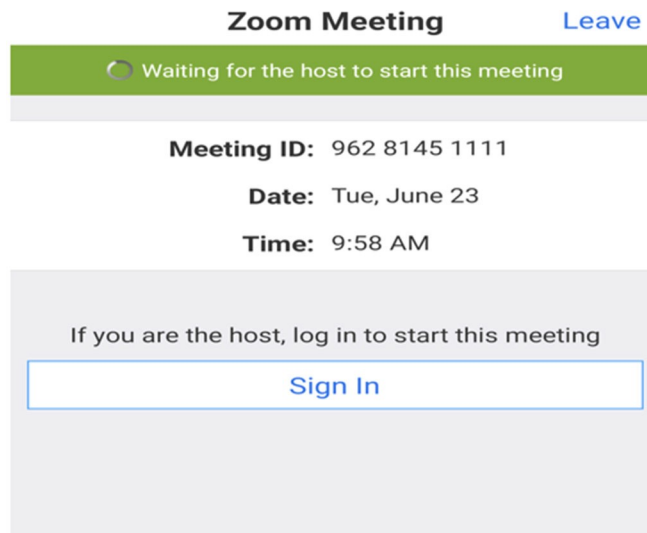 Zoom Meeting Leave
Waiting for the host to start this meeting
Meeting ID: 962 8145 1111
Date: Tue, June 23
Time: 9:58 AM
If you are the host, log in to start this meeting
Sign In